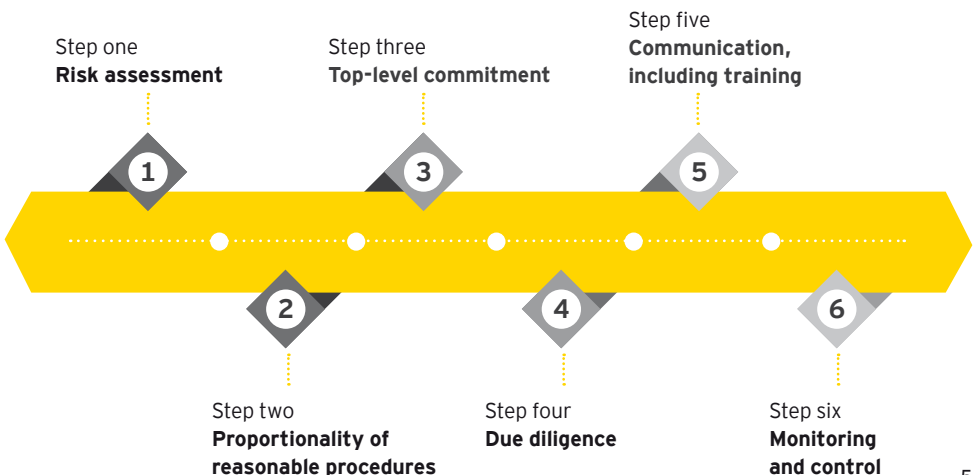 Step one
Risk assessment
Step three
Top-level commitment
Step five
Communication,
including training
1
3
5
2
4
6
Step two
Proportionality of
reasonable procedures
Step four
Due diligence
Step six
Monitoring
and control
5